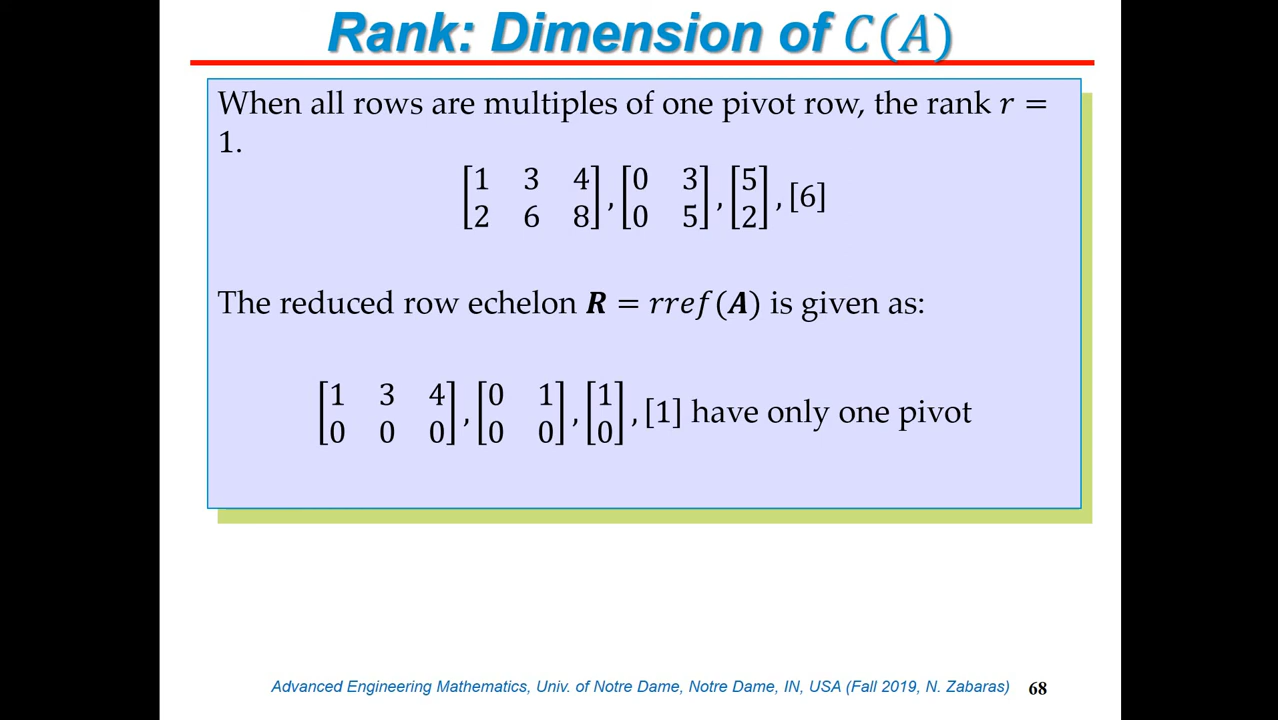 Rank: Dimension of 𝐶(𝐴)
When all rows are multiples of one pivot row, the rank 𝑟 =
1.
[1 3 4; 2 6 8], [0 3; 0 5], [5; 2], [6]
The reduced row echelon 𝑹 = 𝑟𝑟𝑒𝑓(𝑨) is given as:
[1 3 4; 0 0 0], [0 1; 0 0], [1; 0], [1] have only one pivot
Advanced Engineering Mathematics, Univ. of Notre Dame, Notre Dame, IN, USA (Fall 2019, N. Zabaras) 68